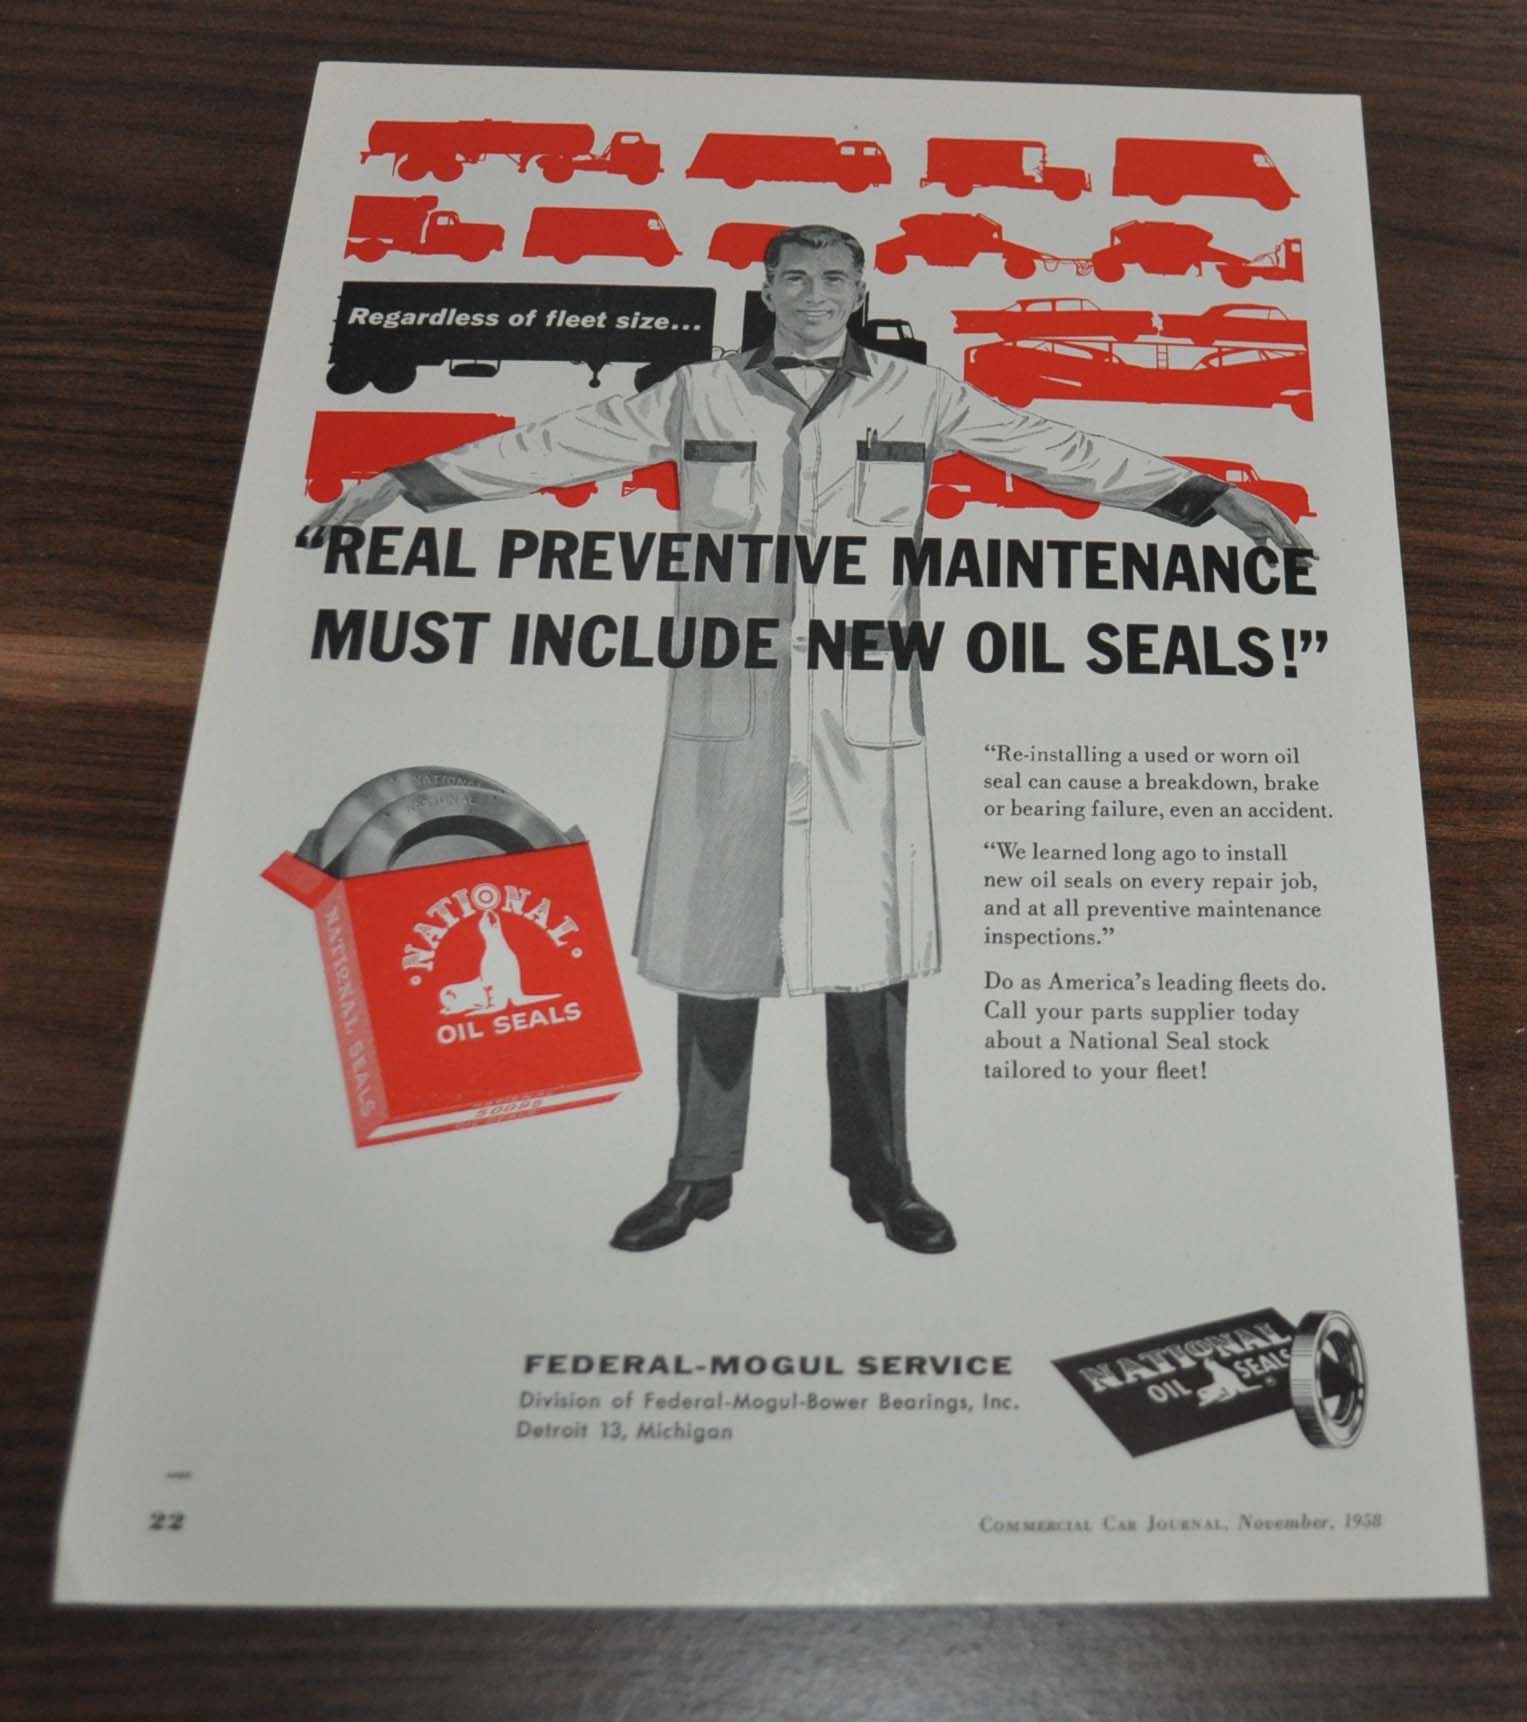 Regardless of fleet size...
“REAL PREVENTIVE MAINTENANCE
MUST INCLUDE NEW OIL SEALS!”
“Re-installing a used or worn oil
seal can cause a breakdown, brake
or bearing failure, even an accident.
“We learned long ago to install
new oil seals on every repair job,
and at all preventive maintenance
inspections.”
Do as America’s leading fleets do.
Call your parts supplier today
about a National Seal stock
tailored to your fleet!
NATIONAL
NATIONAL
NATIONAL
OIL SEALS
NATIONAL SEALS
FEDERAL-MOGUL SERVICE
Division of Federal-Mogul-Bower Bearings, Inc.
Detroit 13, Michigan
NATIONAL
OIL SEALS
22
COMMERCIAL CAR JOURNAL, November, 1958